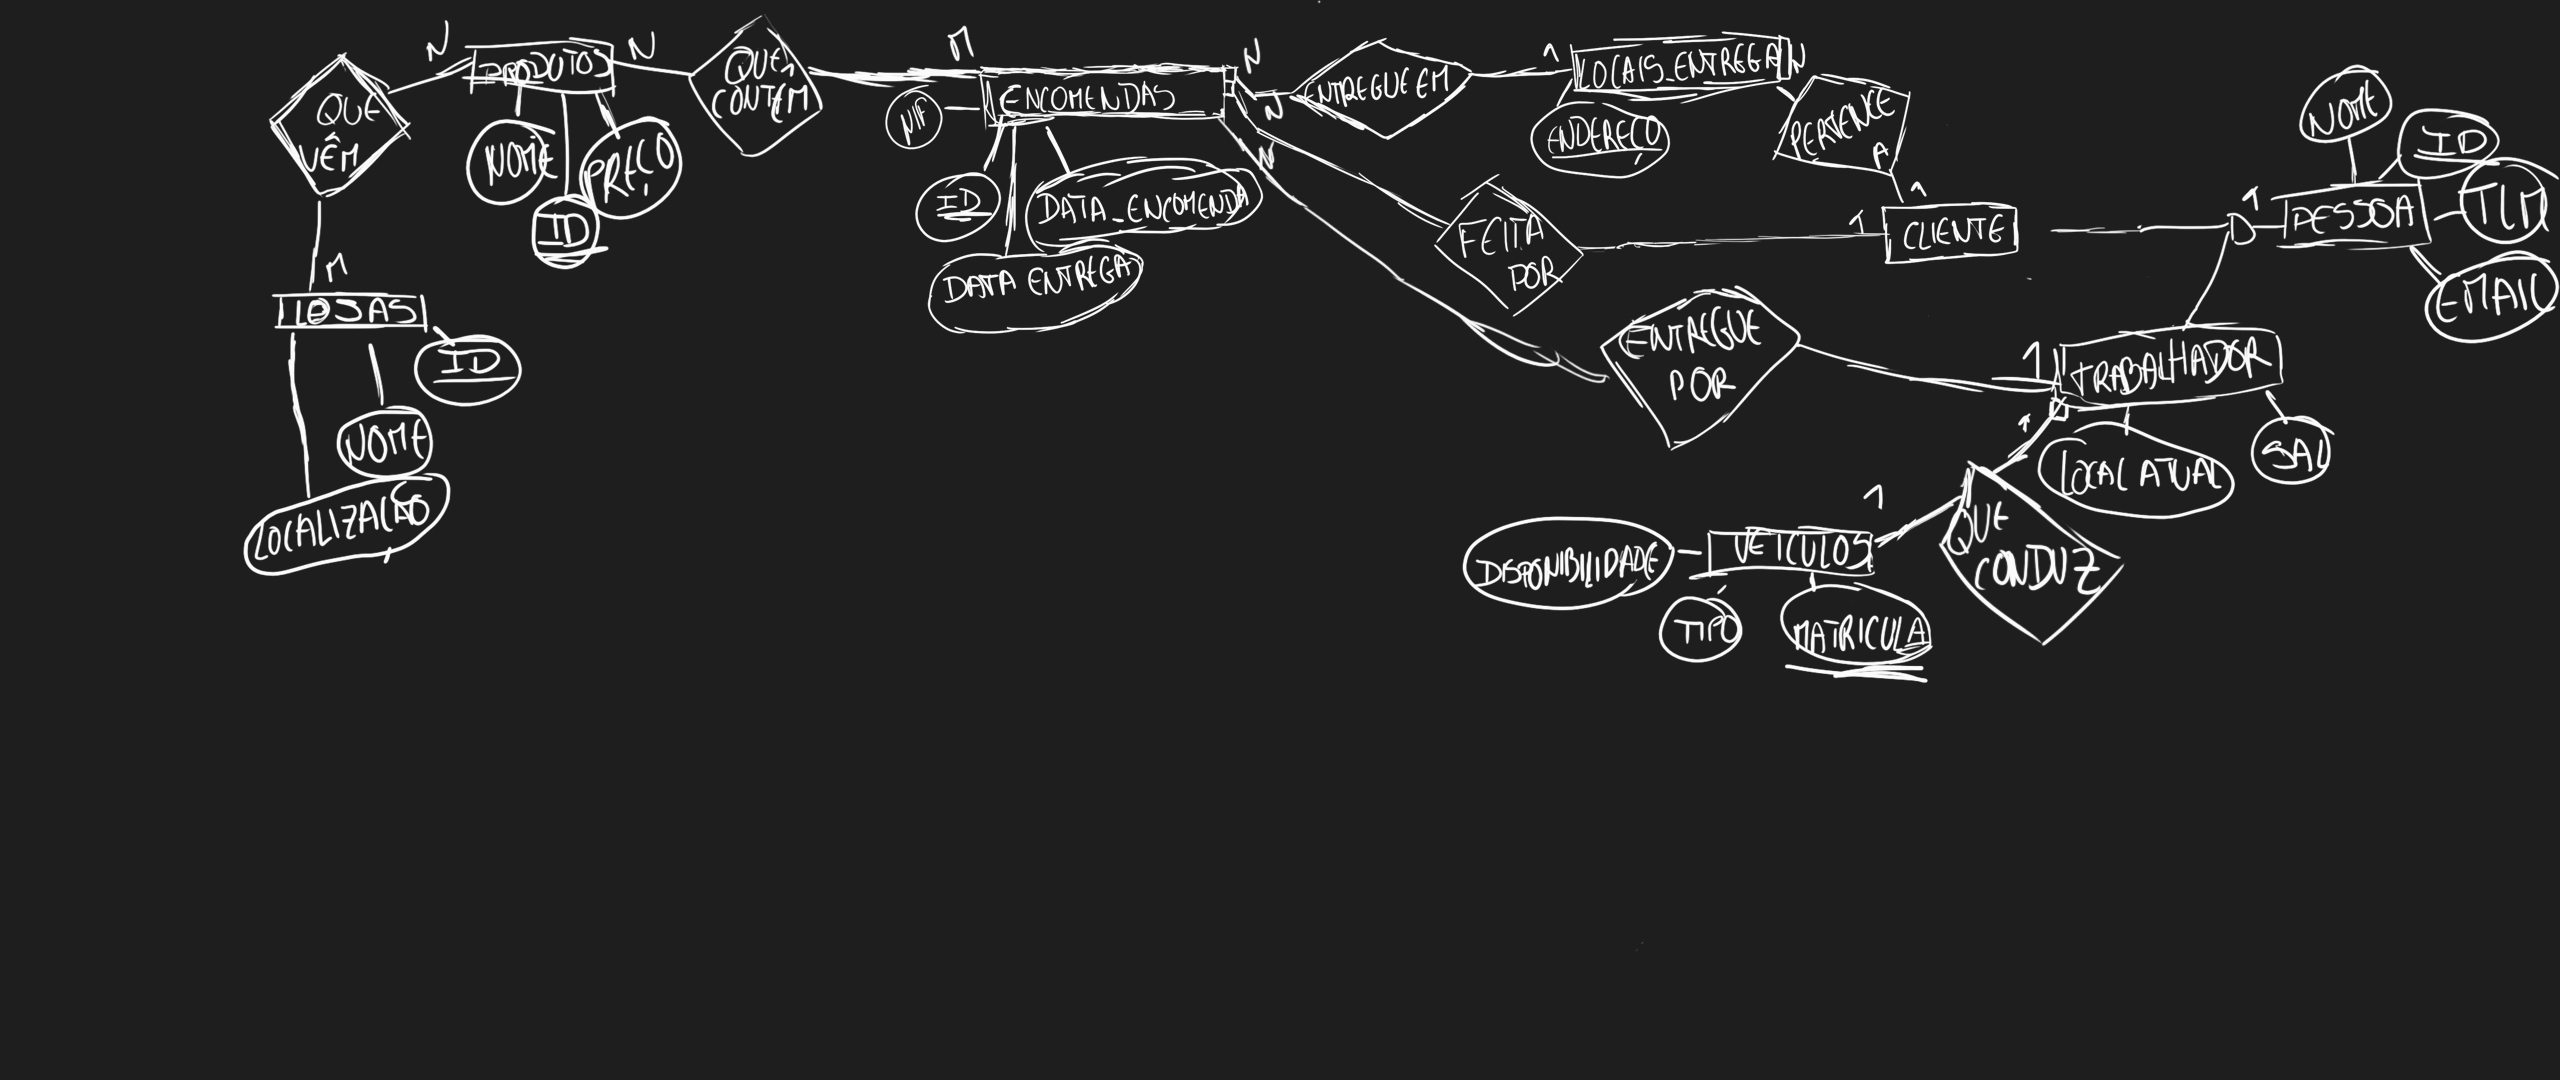 N
PRODUTOS
N
QUE
VÊM
NOME
PREÇO
ID
M
LOJAS
ID
NOME
LOCALIZAÇÃO
QUE
CONTÊM
M
ENCOMENDAS
NIF
ID
DATA_ENCOMENDA
DATA ENTREGA
N
N
N
ENTREGUE EM
1
LOCAIS_ENTREGA
N
ENDEREÇO
PERTENCE
A
1
FEITA
POR
1
CLIENTE
D
1
PESSOA
NOME
ID
TLM
EMAIL
ENTREGUE
POR
1
TRABALHADOR
LOCAL ATUAL
SAL
1
QUE
CONDUZ
1
VEICULOS
DISPONIBILIDADE
TIPO
MATRICULA